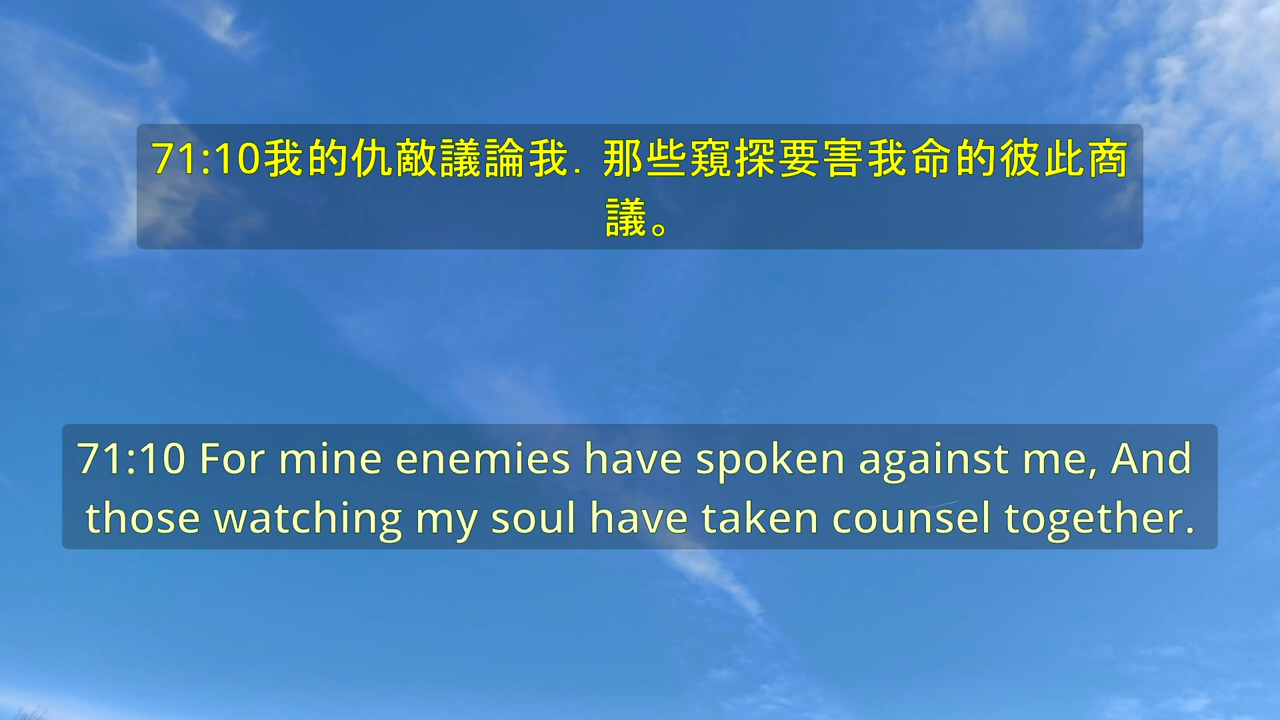 71:10我的仇敵議論我．那些窺探要害我命的彼此商
議。
71:10 For mine enemies have spoken against me, And
those watching my soul have taken counsel together.